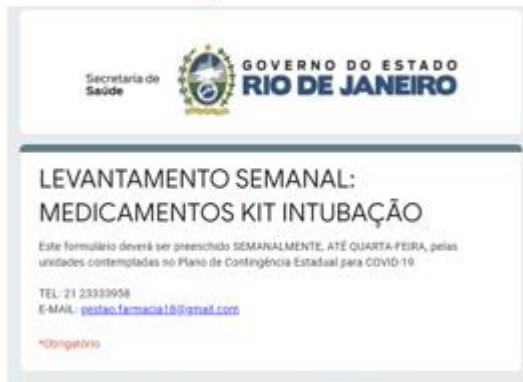 Secretaria de
Saúde
GOVERNO DO ESTADO
RIO DE JANEIRO
LEVANTAMENTO SEMANAL:
MEDICAMENTOS KIT INTUBAÇÃO
Este formulário deverá ser preenchido SEMANALMENTE, ATÉ QUARTA-FEIRA, pelas
unidades contempladas no Plano de Contingência Estadual para COVID-19.
TEL: 21 23333958
E-MAIL: gestao.farmacia18@gmail.com
*Obrigatório